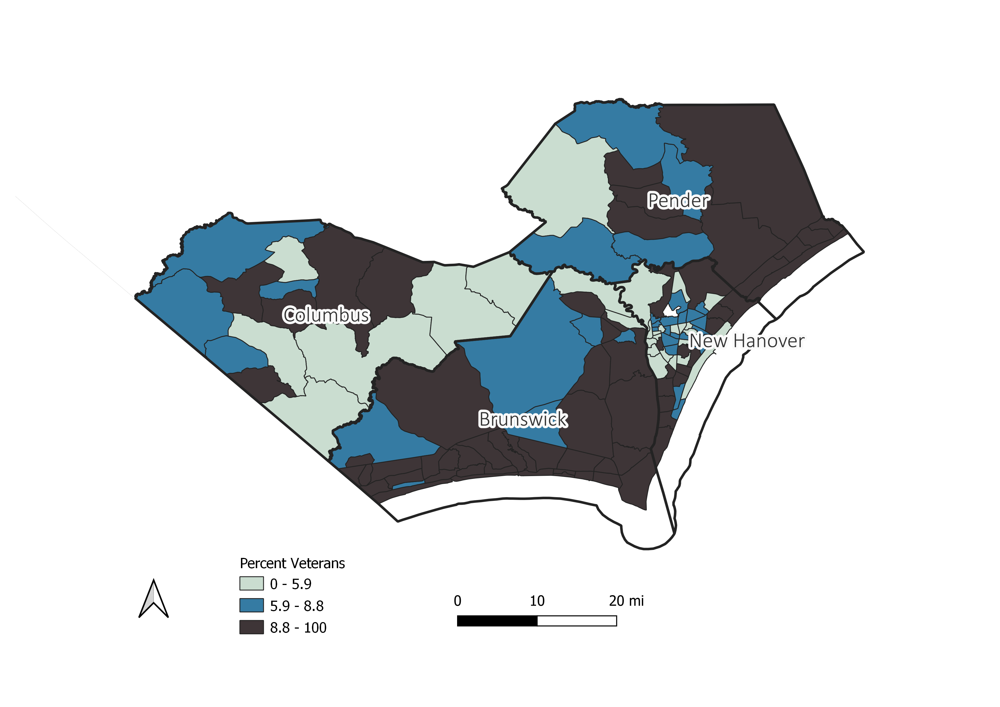 Pender
Columbus
New Hanover
Brunswick
Percent Veterans
0 - 5.9
5.9 - 8.8
8.8 - 100
0 10 20 mi